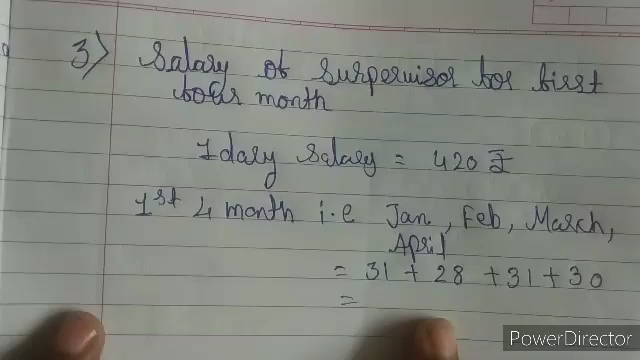 3) Salary of surpervisor for first
four month
1 day salary = 420 ₹
1st 4 month i.e Jan, Feb, March,
April
= 31 + 28 + 31 + 30
=
PowerDirector